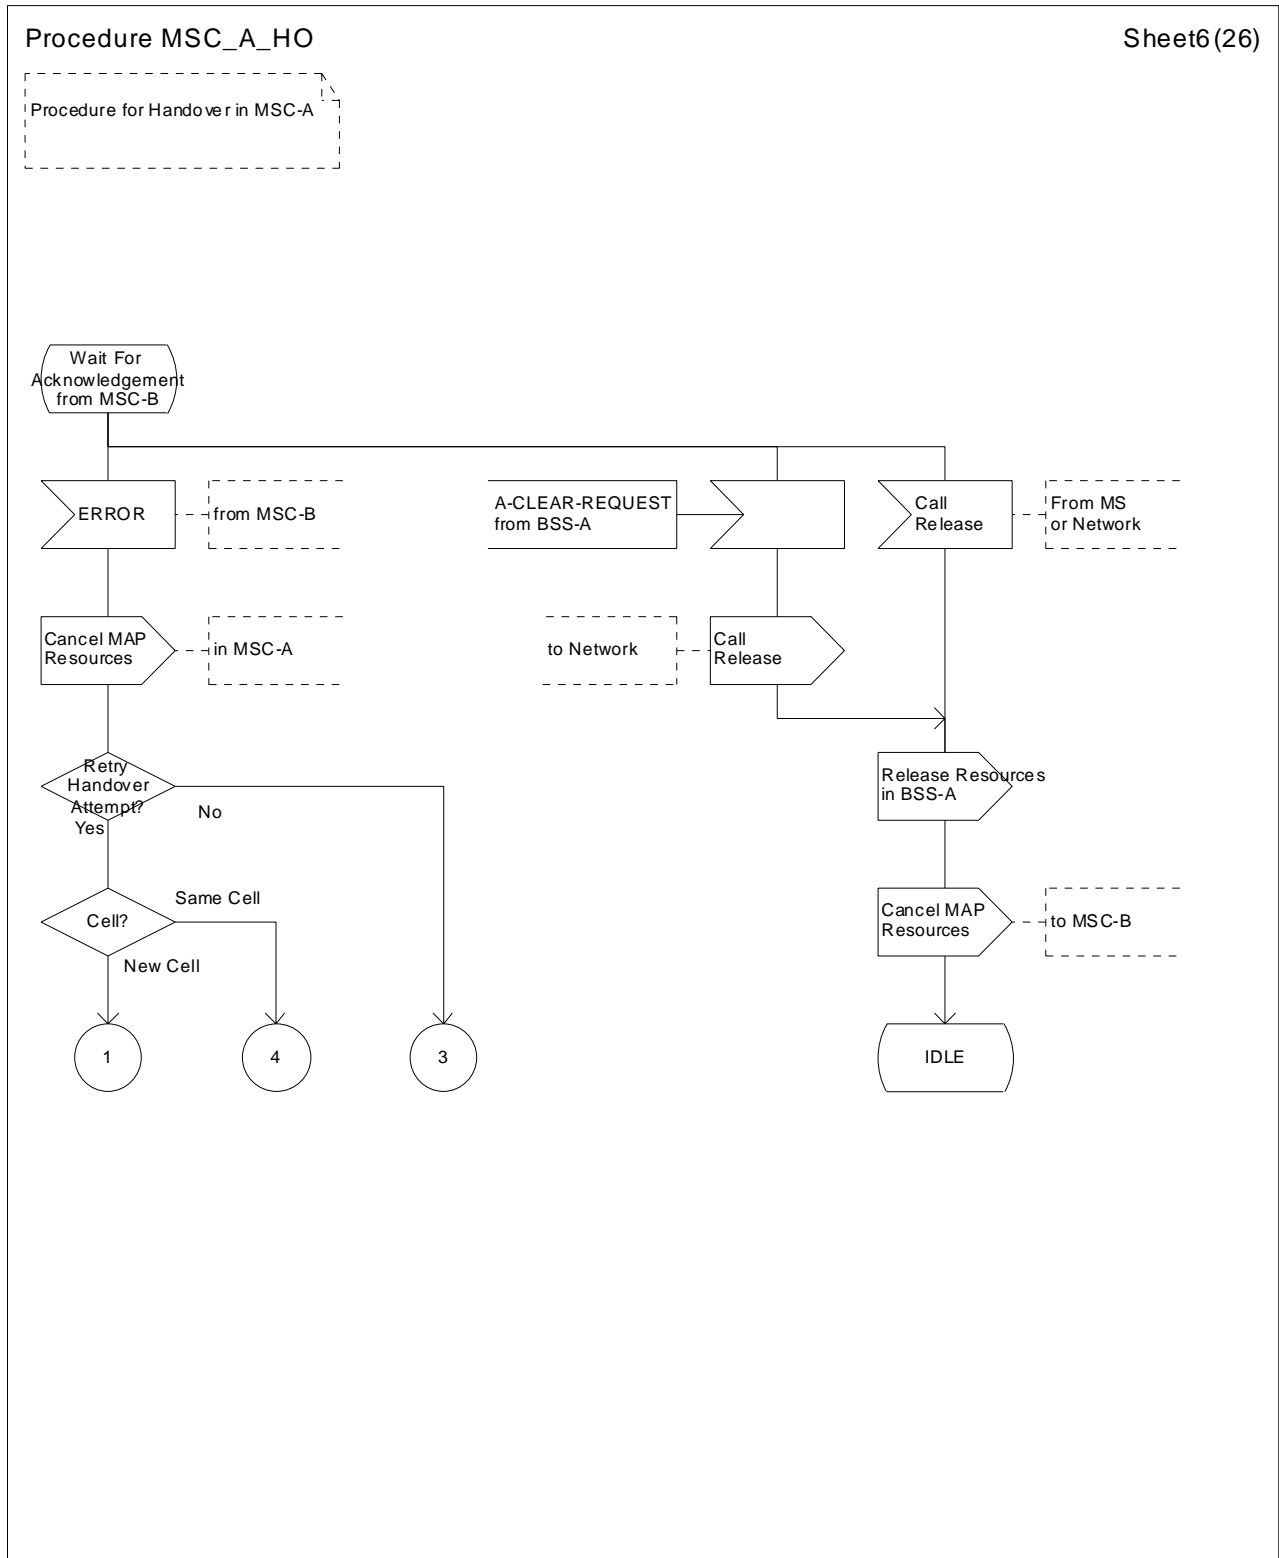 Procedure MSC_A_HO
Sheet6(26)
Procedure for Handover in MSC-A
Wait For
Acknowledgement
from MSC-B
ERROR
from MSC-B
A-CLEAR-REQUEST
from BSS-A
Call
Release
From MS
or Network
Cancel MAP
Resources
in MSC-A
to Network
Call
Release
Retry
Handover
Attempt?
Yes
No
Release Resources
in BSS-A
Cell?
Same Cell
New Cell
Cancel MAP
Resources
to MSC-B
1
4
3
IDLE